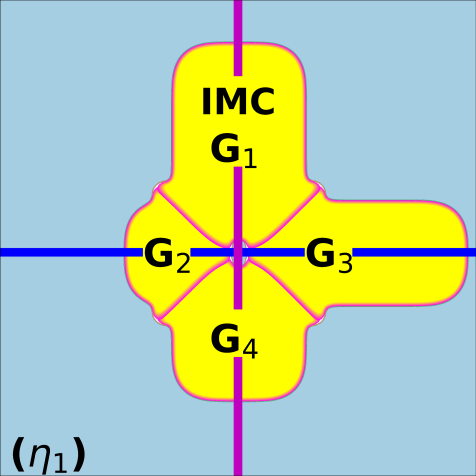 IMC
G₁
G₂ G₃
G₄
(η₁)